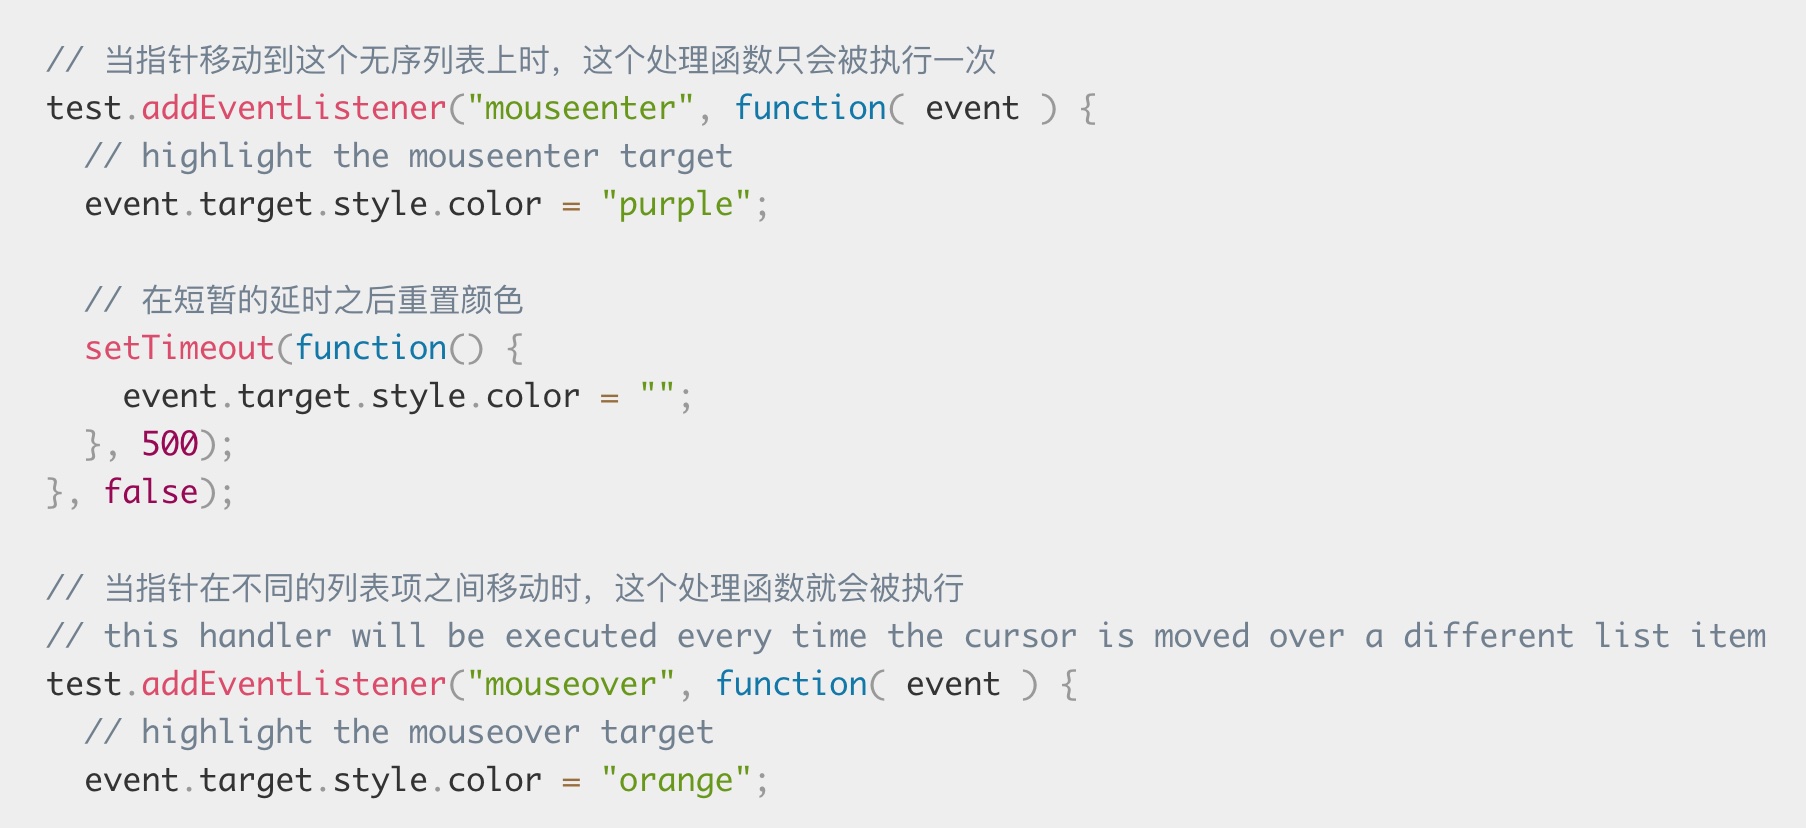 // 当指针移动到这个无序列表上时，这个处理函数只会被执行一次
test.addEventListener("mouseenter", function( event ) {
  // highlight the mouseenter target
  event.target.style.color = "purple";

  // 在短暂的延时之后重置颜色
  setTimeout(function() {
    event.target.style.color = "";
  }, 500);
}, false);

// 当指针在不同的列表项之间移动时，这个处理函数就会被执行
// this handler will be executed every time the cursor is moved over a different list item
test.addEventListener("mouseover", function( event ) {
  // highlight the mouseover target
  event.target.style.color = "orange";